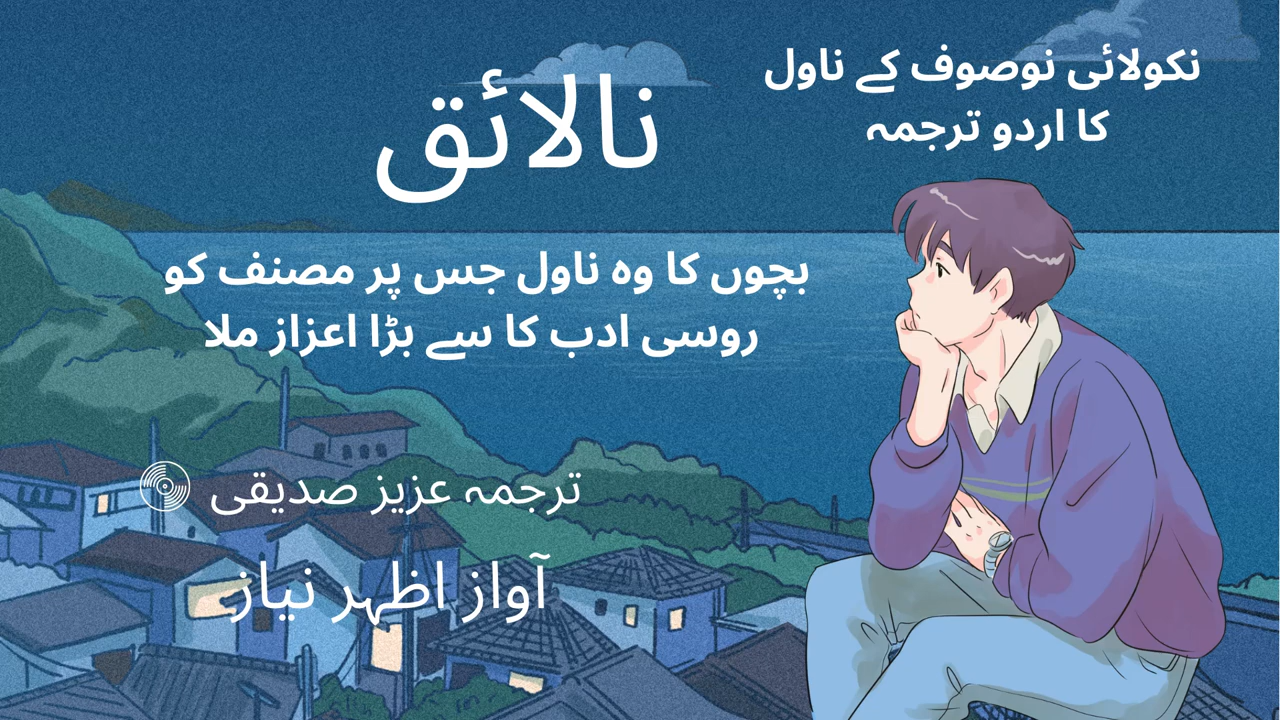 نکولائی نوصوف کے ناول
کا اردو ترجمہ
نالائق
بچوں کا وہ ناول جس پر مصنف کو
روسی ادب کا سے بڑا اعزاز ملا
ترجمہ عزیز صدیقی
آواز اظہر نیاز